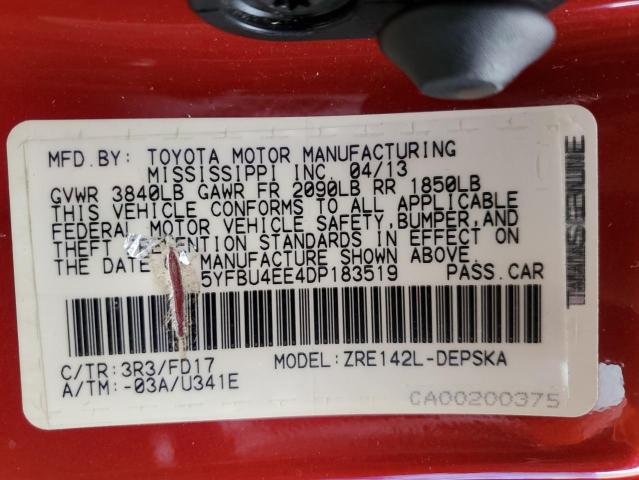 MFD.BY: TOYOTA MOTOR MANUFACTURING
MISSISSIPPI INC. 04/13
GVWR 3840LB GAWR FR 2090LB RR 1850LB
THIS VEHICLE CONFORMS TO ALL APPLICABLE
FEDERAL MOTOR VEHICLE SAFETY,BUMPER,AND
THEFT STANDARDS IN EFFECT ON
THE DATE MANUFACTURE SHOWN ABOVE.
5YFBU4EE4DP183519 PASS.CAR
C/TR:3R3/FD17 MODEL:ZRE142L-DEPSKA
A/TM:-03A/U341E
CA00200375